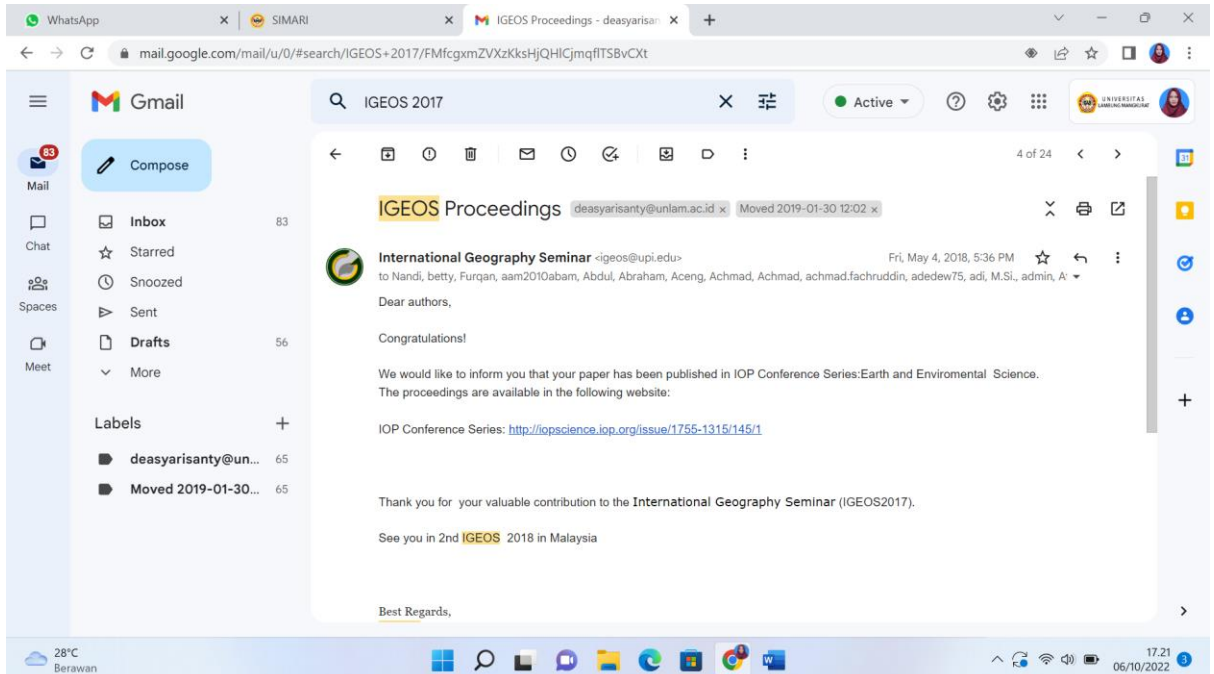 WhatsApp
SIMARI
IGEOS Proceedings - deasyarisan
mail.google.com/mail/u/0/#search/IGEOS+2017/FMfcgxmZVXzKksHjQHlCjmqflTSBvCXt
Gmail
IGEOS 2017
Active
UNIVERSITAS
LAMBUNG MANGKURAT
83
Mail
Chat
Spaces
Meet
Compose
Inbox 83
Starred
Snoozed
Sent
Drafts 56
More
Labels
deasyarisanty@un... 65
Moved 2019-01-30... 65
4 of 24
31
IGEOS Proceedings deasyarisanty@unlam.ac.id x Moved 2019-01-30 12:02 x
International Geography Seminar <igeos@upi.edu> Fri, May 4, 2018, 5:36 PM
to Nandi, betty, Furqan, aam2010abam, Abdul, Abraham, Aceng, Achmad, Achmad, achmad.fachruddin, adedew75, adi, M.Si., admin, A
Dear authors,
Congratulations!
We would like to inform you that your paper has been published in IOP Conference Series:Earth and Enviromental Science.
The proceedings are available in the following website:
IOP Conference Series: http://iopscience.iop.org/issue/1755-1315/145/1
Thank you for your valuable contribution to the International Geography Seminar (IGEOS2017).
See you in 2nd IGEOS 2018 in Malaysia
Best Regards,
28°C
Berawan
17.21
06/10/2022
3